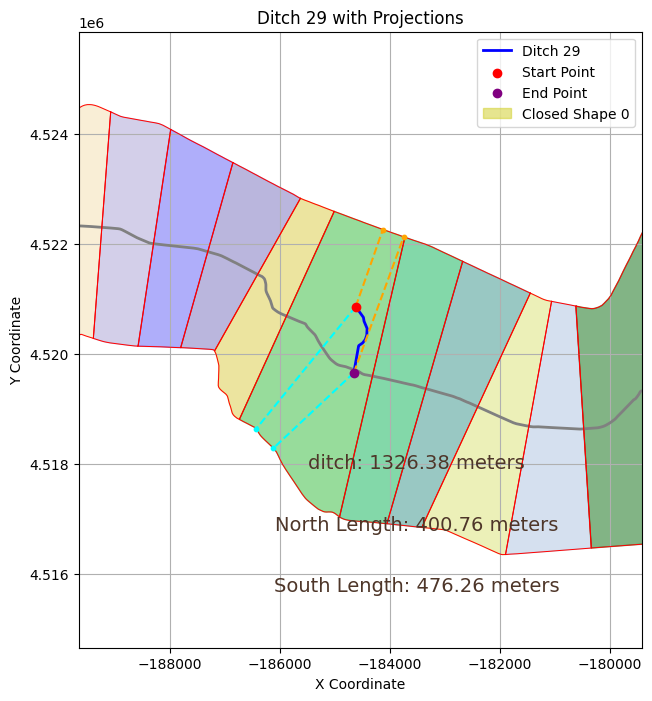 Ditch 29 with Projections
1e6
Ditch 29
Start Point
End Point
Closed Shape 0
4.524
4.522
4.520
4.518
4.516
Y Coordinate
ditch: 1326.38 meters
North Length: 400.76 meters
South Length: 476.26 meters
−188000 −186000 −184000 −182000 −180000
X Coordinate